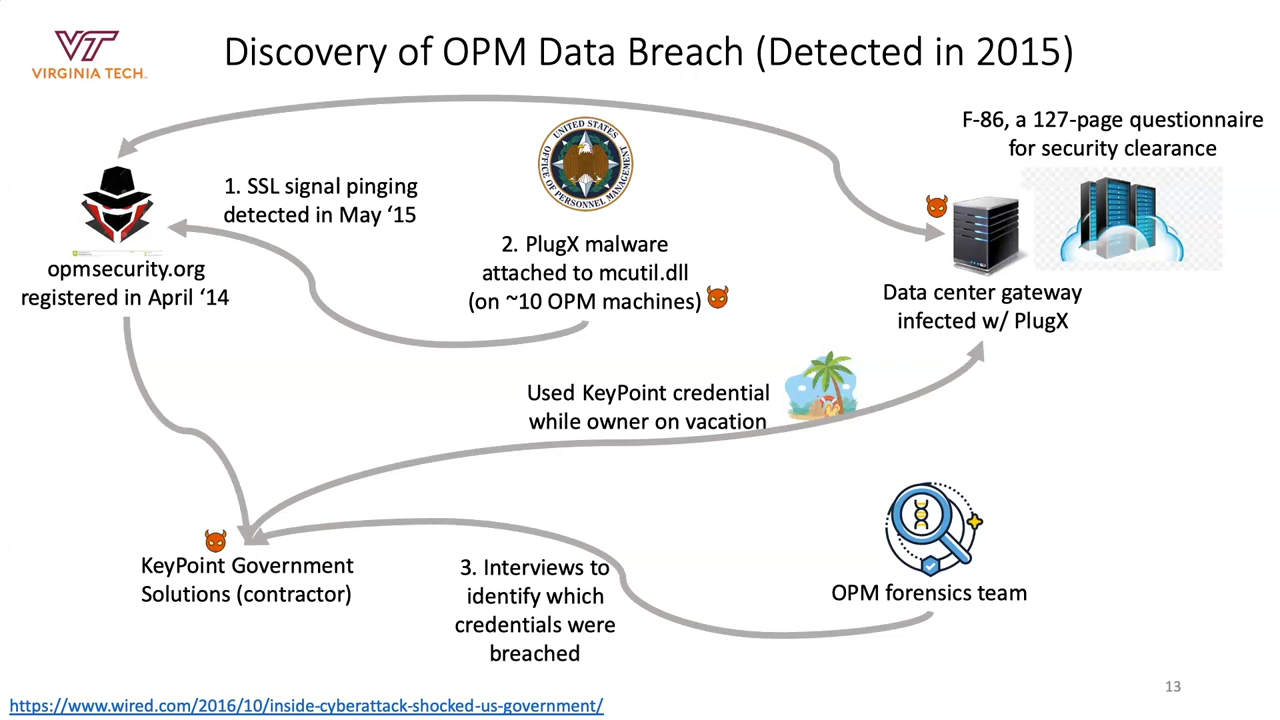 VIRGINIA TECH.
Discovery of OPM Data Breach (Detected in 2015)
F-86, a 127-page questionnaire
for security clearance
UNITED STATES
OFFICE OF PERSONNEL MANAGEMENT
1. SSL signal pinging
detected in May ‘15
2. PlugX malware
attached to mcutil.dll
(on ~10 OPM machines)
opmsecurity.org
registered in April ‘14
Data center gateway
infected w/ PlugX
Used KeyPoint credential
while owner on vacation
KeyPoint Government
Solutions (contractor)
3. Interviews to
identify which
credentials were
breached
OPM forensics team
13
https://www.wired.com/2016/10/inside-cyberattack-shocked-us-government/